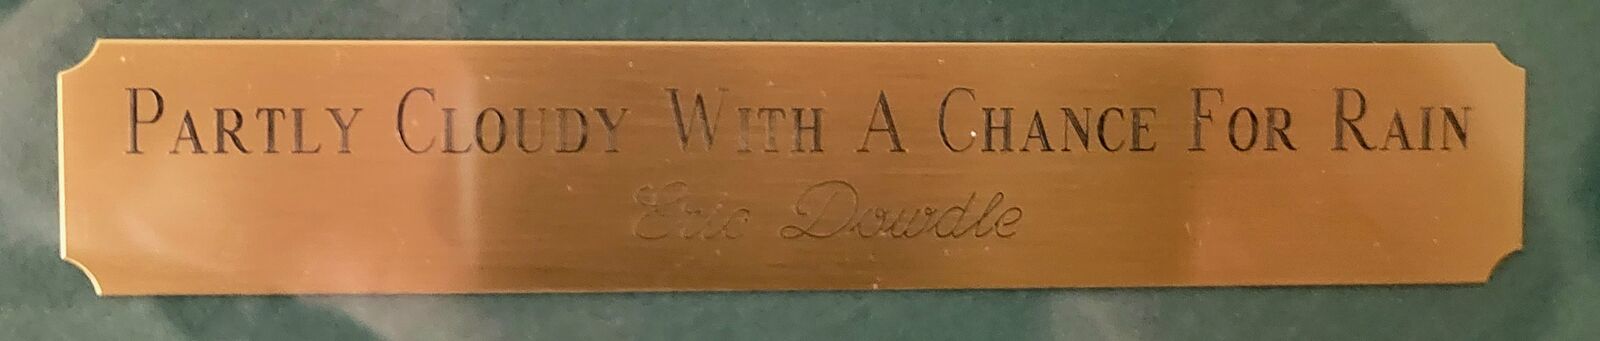 Partly Cloudy With A Chance For Rain
Eric Dowdle